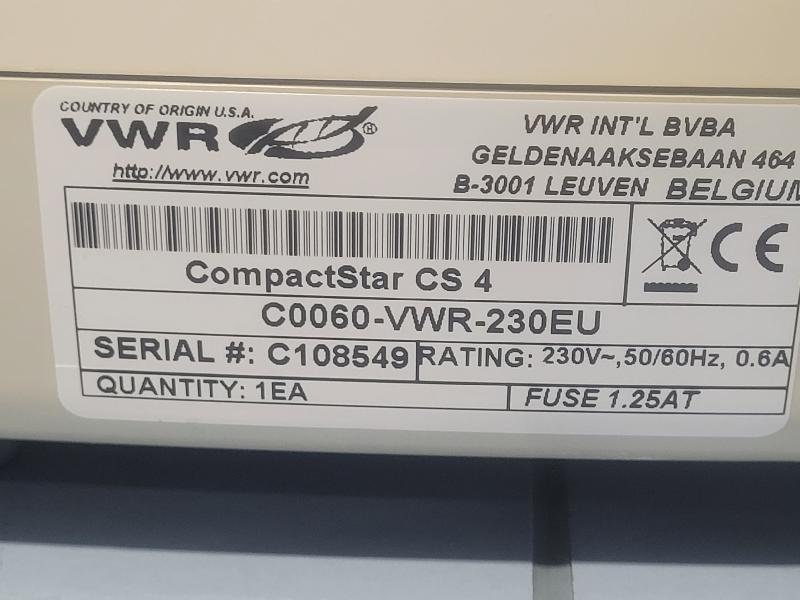 COUNTRY OF ORIGIN U.S.A.
VWR ®
http://www.vwr.com
VWR INT'L BVBA
GELDENAAKSEBAAN 464
B-3001 LEUVEN BELGIUM
CompactStar CS 4
CE
C0060-VWR-230EU
SERIAL #: C108549
RATING: 230V~,50/60Hz, 0.6A
QUANTITY: 1EA
FUSE 1.25AT